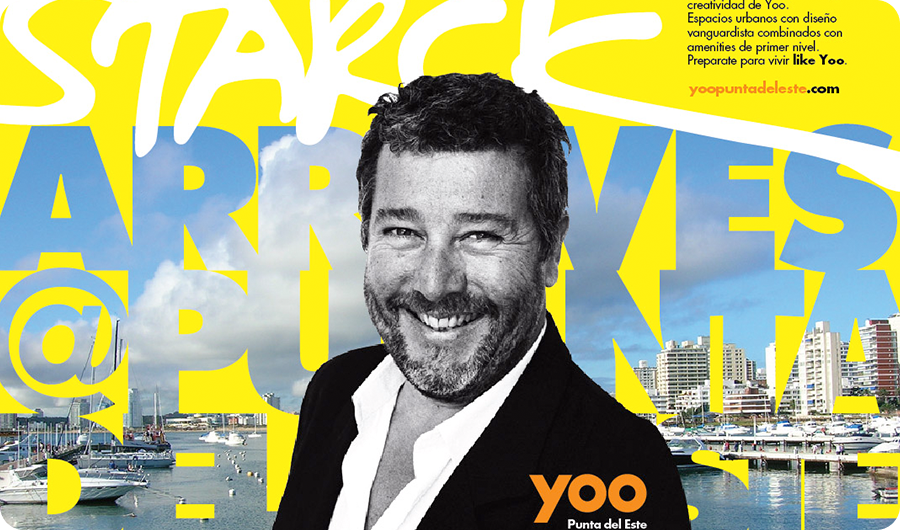 STARCK
creatividad de Yoo.
Espacios urbanos con diseño
vanguardista combinados con
amenities de primer nivel.
Preparate para vivir like Yoo.
yoopuntadeleste.com
ARRIVES
@PUNTA
DEL ESTE
yoo
Punta del Este